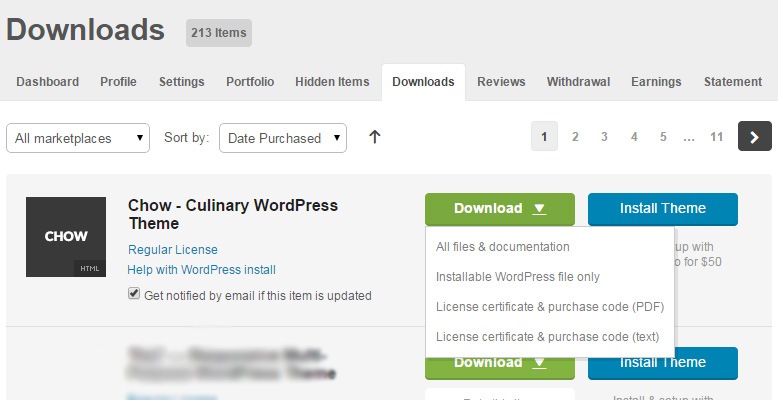 Downloads
213 Items
Dashboard Profile Settings Portfolio Hidden Items Downloads Reviews Withdrawal Earnings Statement
All marketplaces Sort by: Date Purchased 1 2 3 4 5 ... 11
CHOW
HTML
Chow - Culinary WordPress
Theme
Regular License
Help with WordPress install
Get notified by email if this item is updated
Download
Install Theme
All files & documentation
Installable WordPress file only
License certificate & purchase code (PDF)
License certificate & purchase code (text)
up with
o for $50
Download
Install Theme
Install & setup with